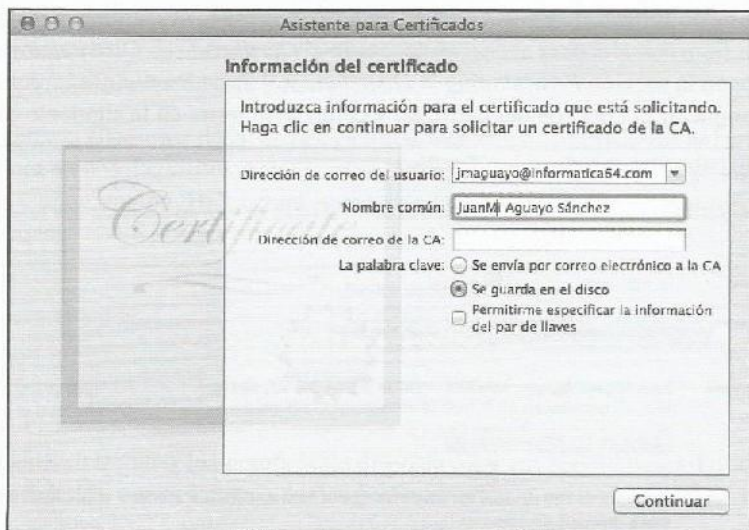 Asistente para Certificados
Información del certificado
Introduzca información para el certificado que está solicitando.
Haga clic en continuar para solicitar un certificado de la CA.
Dirección de correo del usuario: jmaguayo@informatica64.com
Nombre común: JuanMi Aguayo Sánchez
Dirección de correo de la CA:
La palabra clave: Se envía por correo electrónico a la CA
Se guarda en el disco
Permitirme especificar la información
del par de llaves
Certificate
Continuar